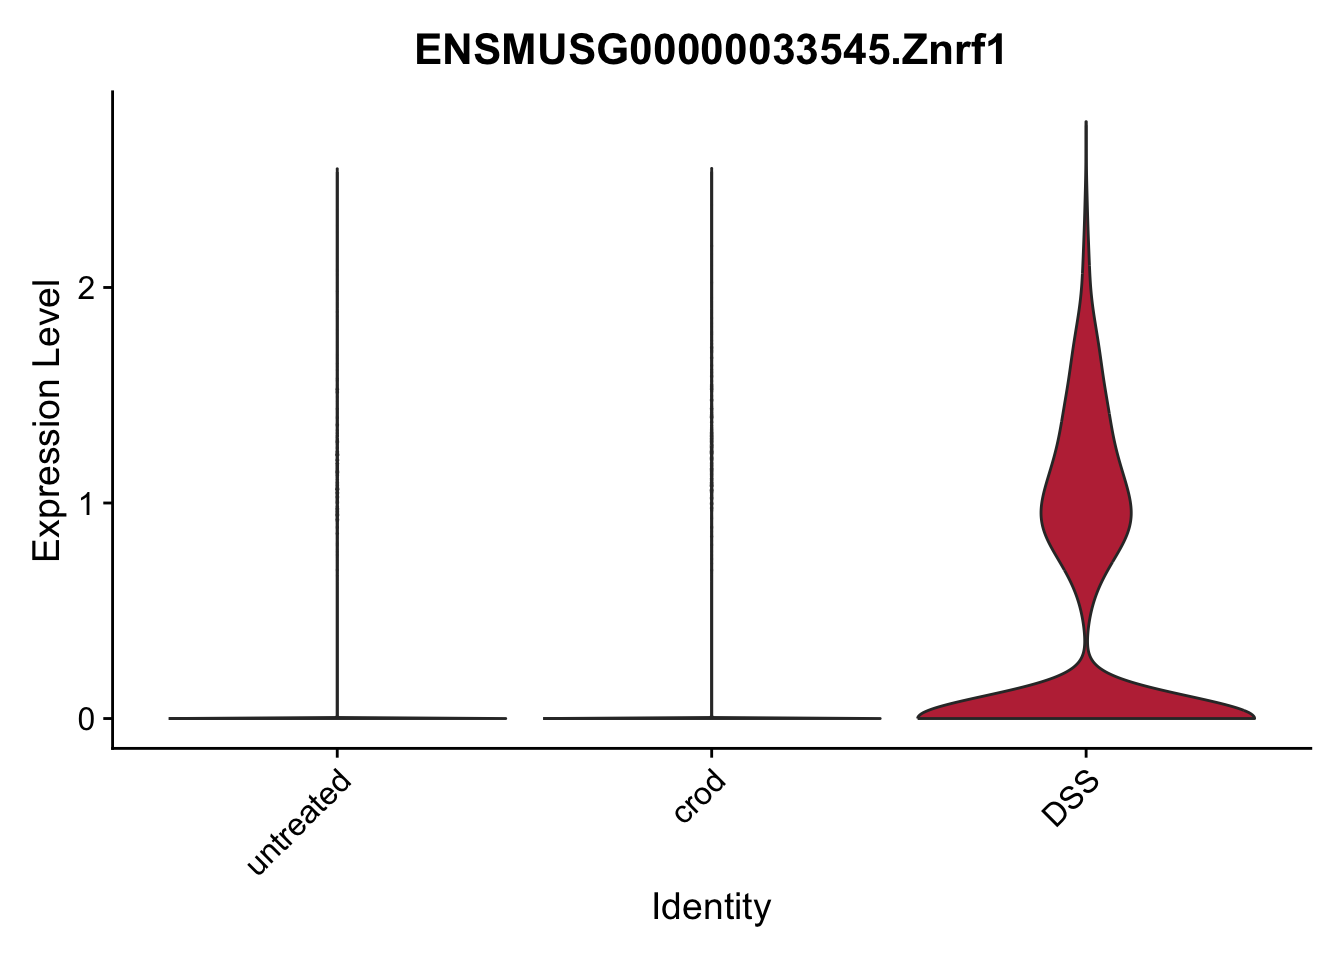 ENSMUSG00000033545.Znrf1
Expression Level
2
1
0
untreated
crod
DSS
Identity